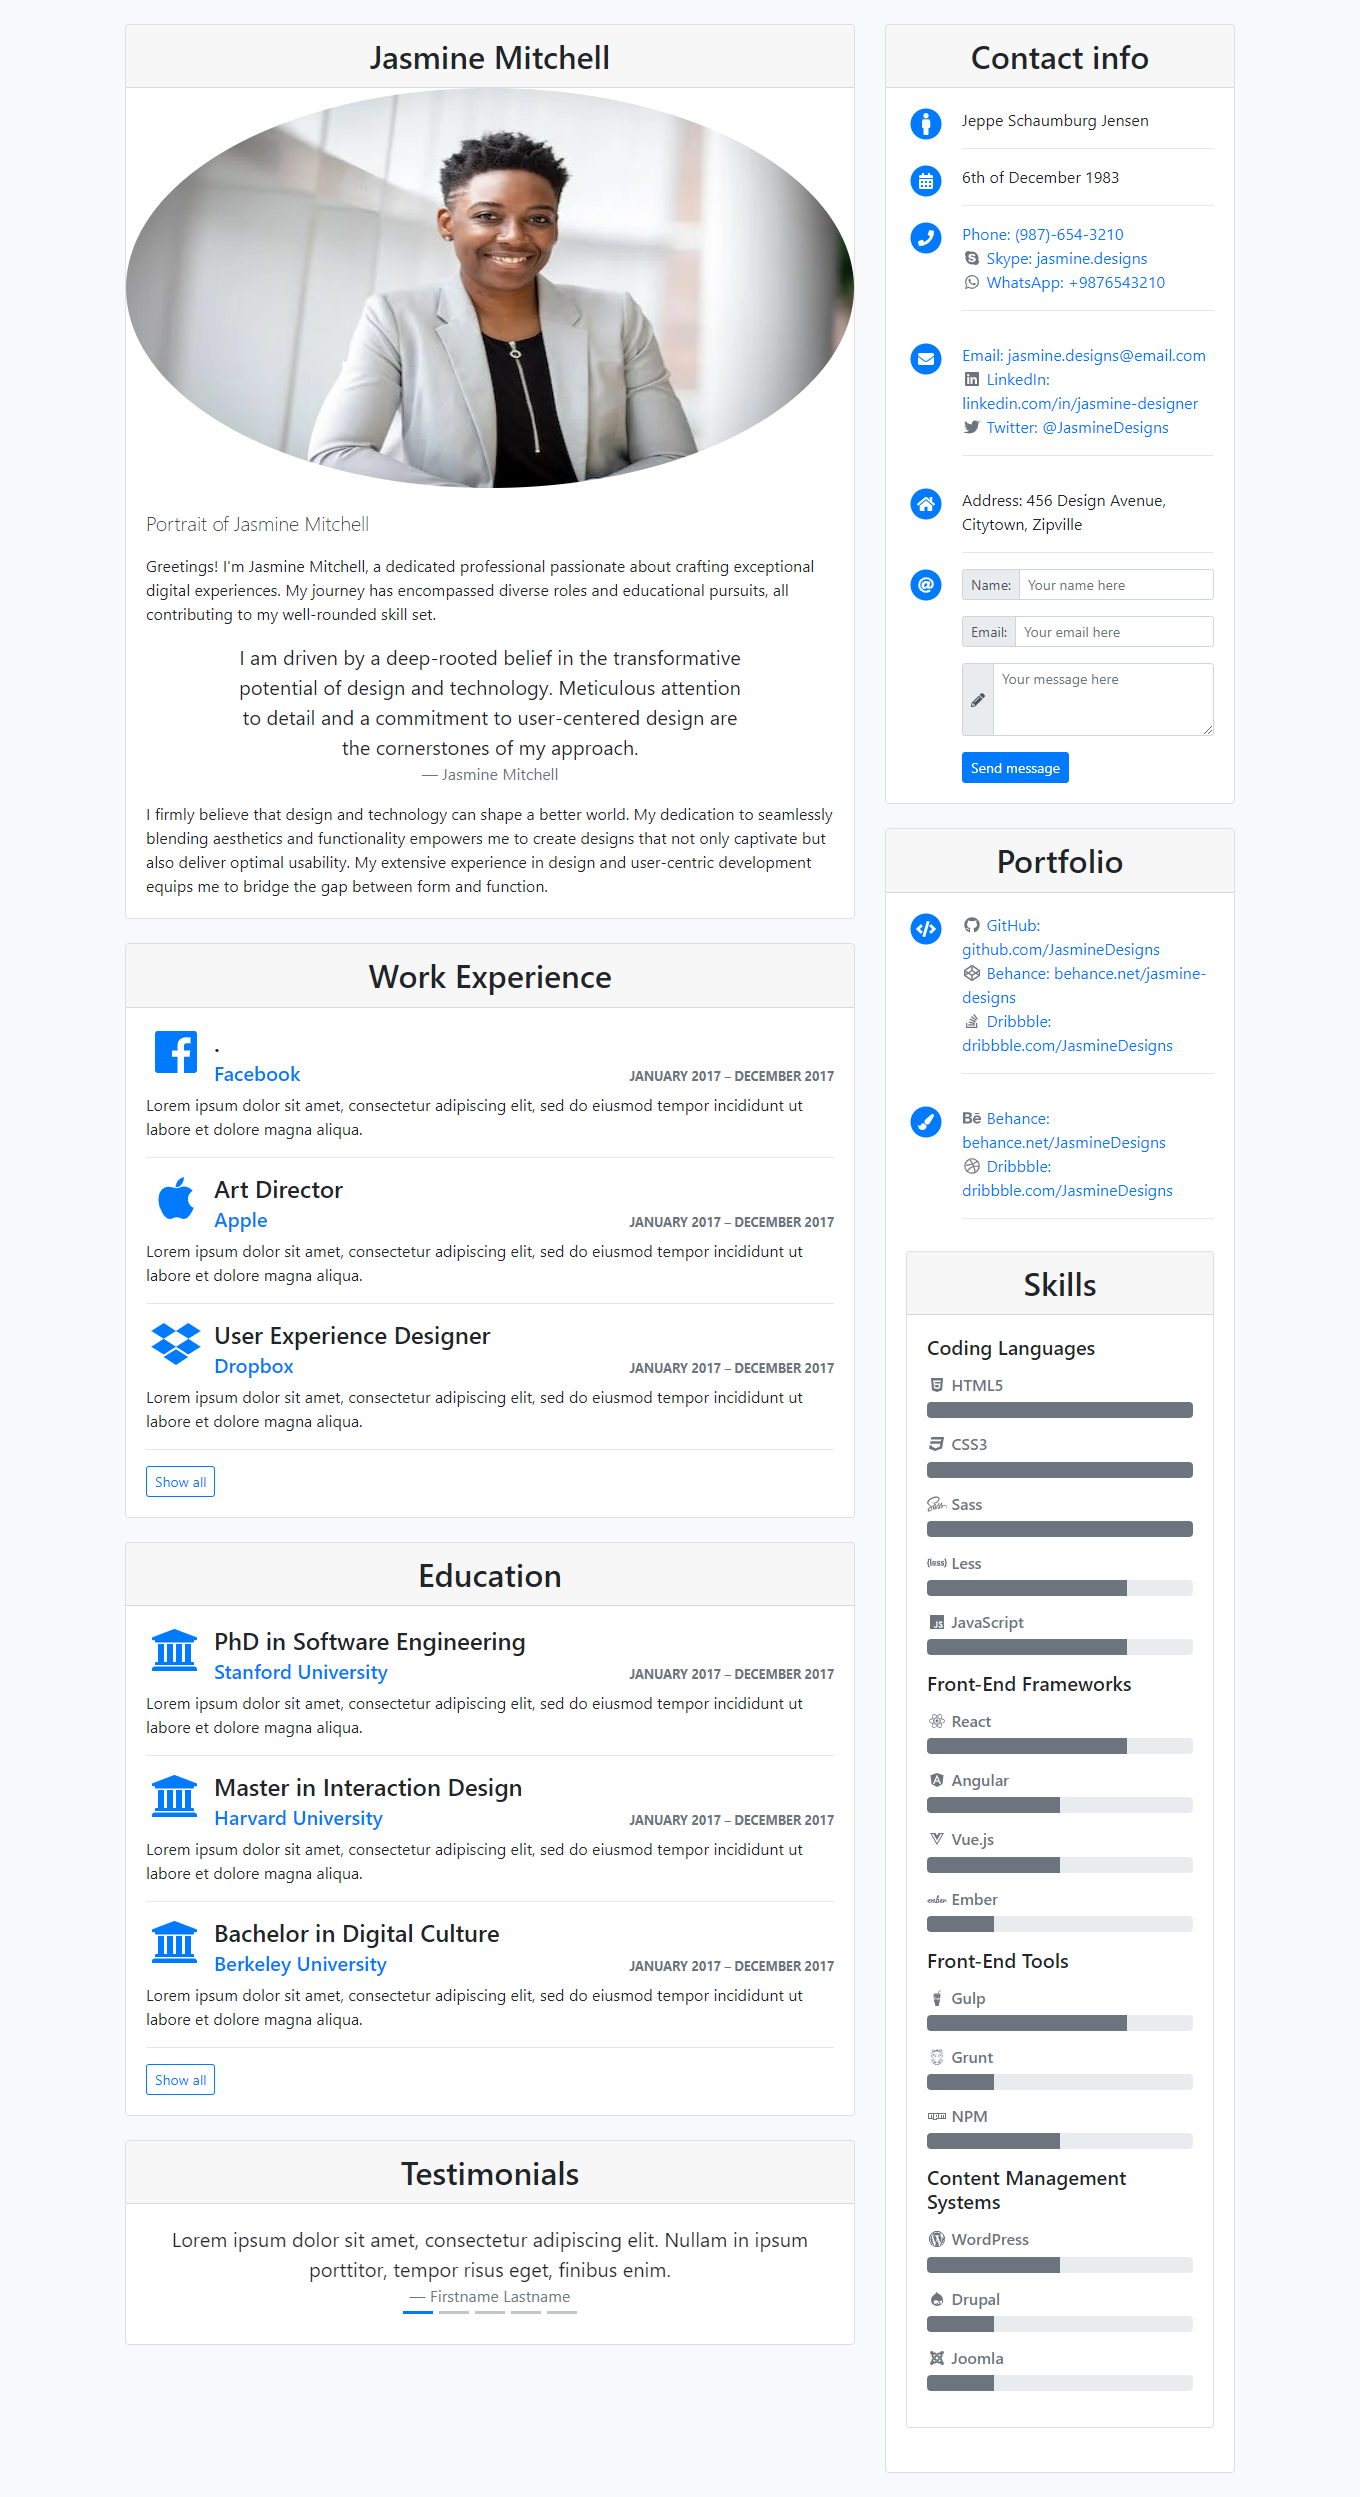 Jasmine Mitchell
Portrait of Jasmine Mitchell
Greetings! I'm Jasmine Mitchell, a dedicated professional passionate about crafting exceptional
digital experiences. My journey has encompassed diverse roles and educational pursuits, all
contributing to my well-rounded skill set.
I am driven by a deep-rooted belief in the transformative
potential of design and technology. Meticulous attention
to detail and a commitment to user-centered design are
the cornerstones of my approach.
— Jasmine Mitchell
I firmly believe that design and technology can shape a better world. My dedication to seamlessly
blending aesthetics and functionality empowers me to create designs that not only captivate but
also deliver optimal usability. My extensive experience in design and user-centric development
equips me to bridge the gap between form and function.
Work Experience
.
Facebook JANUARY 2017 – DECEMBER 2017
Lorem ipsum dolor sit amet, consectetur adipiscing elit, sed do eiusmod tempor incididunt ut
labore et dolore magna aliqua.
Art Director
Apple JANUARY 2017 – DECEMBER 2017
Lorem ipsum dolor sit amet, consectetur adipiscing elit, sed do eiusmod tempor incididunt ut
labore et dolore magna aliqua.
User Experience Designer
Dropbox JANUARY 2017 – DECEMBER 2017
Lorem ipsum dolor sit amet, consectetur adipiscing elit, sed do eiusmod tempor incididunt ut
labore et dolore magna aliqua.
Show all
Education
PhD in Software Engineering
Stanford University JANUARY 2017 – DECEMBER 2017
Lorem ipsum dolor sit amet, consectetur adipiscing elit, sed do eiusmod tempor incididunt ut
labore et dolore magna aliqua.
Master in Interaction Design
Harvard University JANUARY 2017 – DECEMBER 2017
Lorem ipsum dolor sit amet, consectetur adipiscing elit, sed do eiusmod tempor incididunt ut
labore et dolore magna aliqua.
Bachelor in Digital Culture
Berkeley University JANUARY 2017 – DECEMBER 2017
Lorem ipsum dolor sit amet, consectetur adipiscing elit, sed do eiusmod tempor incididunt ut
labore et dolore magna aliqua.
Show all
Testimonials
Lorem ipsum dolor sit amet, consectetur adipiscing elit. Nullam in ipsum
porttitor, tempor risus eget, finibus enim.
— Firstname Lastname
Contact info
Jeppe Schaumburg Jensen
6th of December 1983
Phone: (987)-654-3210
Skype: jasmine.designs
WhatsApp: +9876543210
Email: jasmine.designs@email.com
LinkedIn:
linkedin.com/in/jasmine-designer
Twitter: @JasmineDesigns
Address: 456 Design Avenue,
Citytown, Zipville
Name: Your name here
Email: Your email here
Your message here
Send message
Portfolio
GitHub:
github.com/JasmineDesigns
Behance: behance.net/jasmine-
designs
Dribbble:
dribbble.com/JasmineDesigns
Bē Behance:
behance.net/JasmineDesigns
Dribbble:
dribbble.com/JasmineDesigns
Skills
Coding Languages
HTML5
CSS3
Sass
{less} Less
JavaScript
Front-End Frameworks
React
Angular
Vue.js
ember Ember
Front-End Tools
Gulp
Grunt
npm NPM
Content Management
Systems
WordPress
Drupal
Joomla